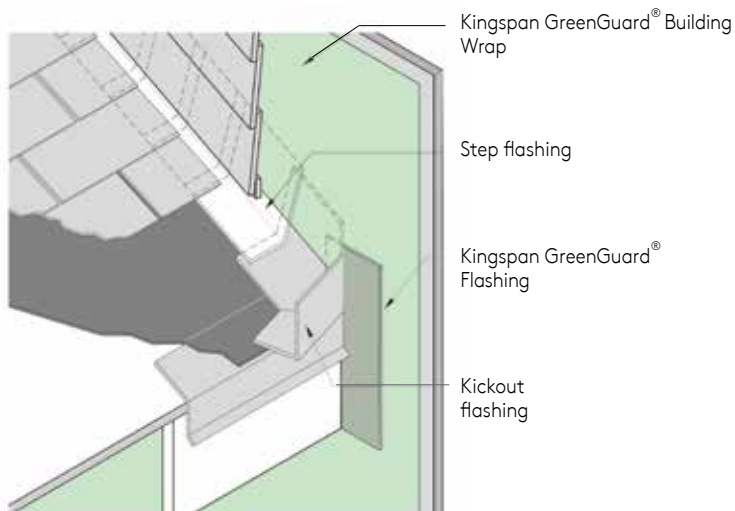 Kingspan GreenGuard® Building
Wrap
Step flashing
Kingspan GreenGuard®
Flashing
Kickout
flashing